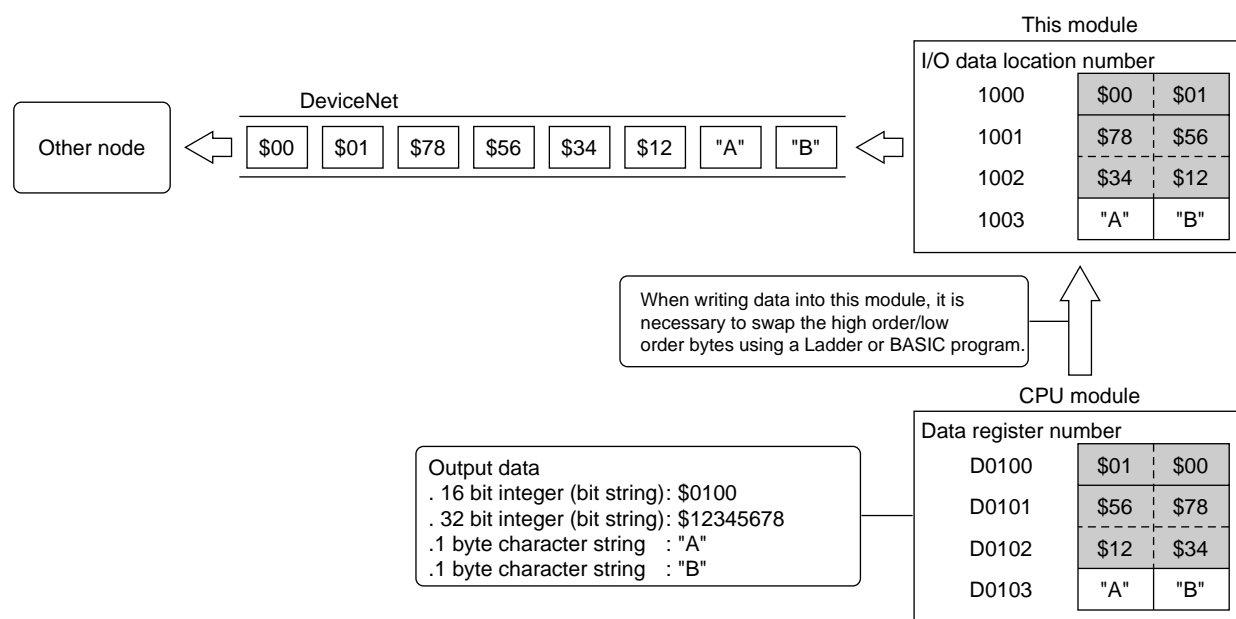 This module
I/O data location number
1000 $00 $01
1001 $78 $56
1002 $34 $12
1003 "A" "B"
DeviceNet
Other node
$00 $01 $78 $56 $34 $12 "A" "B"
When writing data into this module, it is
necessary to swap the high order/low
order bytes using a Ladder or BASIC program.
CPU module
Data register number
D0100 $01 $00
D0101 $56 $78
D0102 $12 $34
D0103 "A" "B"
Output data
. 16 bit integer (bit string): $0100
. 32 bit integer (bit string): $12345678
.1 byte character string : "A"
.1 byte character string : "B"